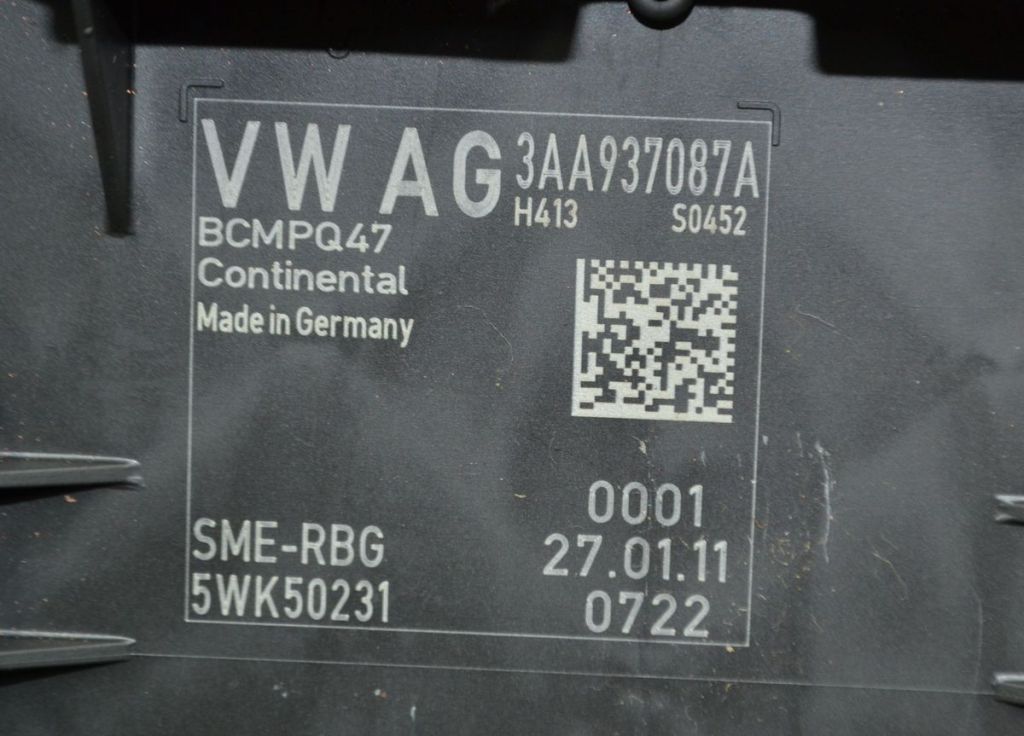 VW AG 3AA937087A
H413 S0452
BCMPQ47
Continental
Made in Germany
0001
SME-RBG 27.01.11
5WK50231 0722